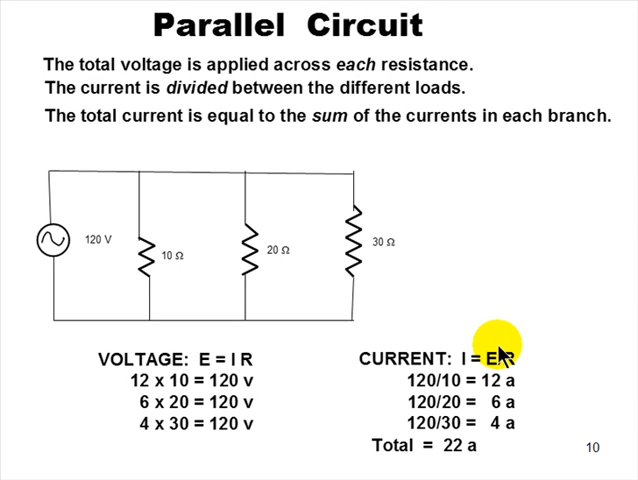 Parallel Circuit
The total voltage is applied across each resistance.
The current is divided between the different loads.
The total current is equal to the sum of the currents in each branch.
120 V
10 Ω
20 Ω
30 Ω
VOLTAGE: E = I R
12 x 10 = 120 v
6 x 20 = 120 v
4 x 30 = 120 v
CURRENT: I = E/R
120/10 = 12 a
120/20 = 6 a
120/30 = 4 a
Total = 22 a
10